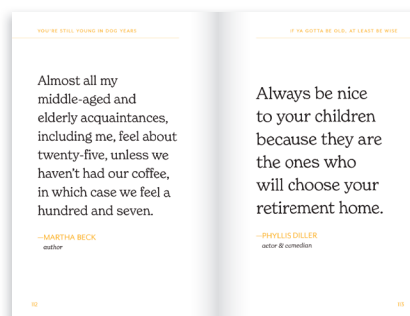 YOU'RE STILL YOUNG IN DOG YEARS
Almost all my
middle-aged and
elderly acquaintances,
including me, feel about
twenty-five, unless we
haven't had our coffee,
in which case we feel a
hundred and seven.
—MARTHA BECK
author
IF YA GOTTA BE OLD, AT LEAST BE WISE
Always be nice
to your children
because they are
the ones who
will choose your
retirement home.
—PHYLLIS DILLER
actor & comedian